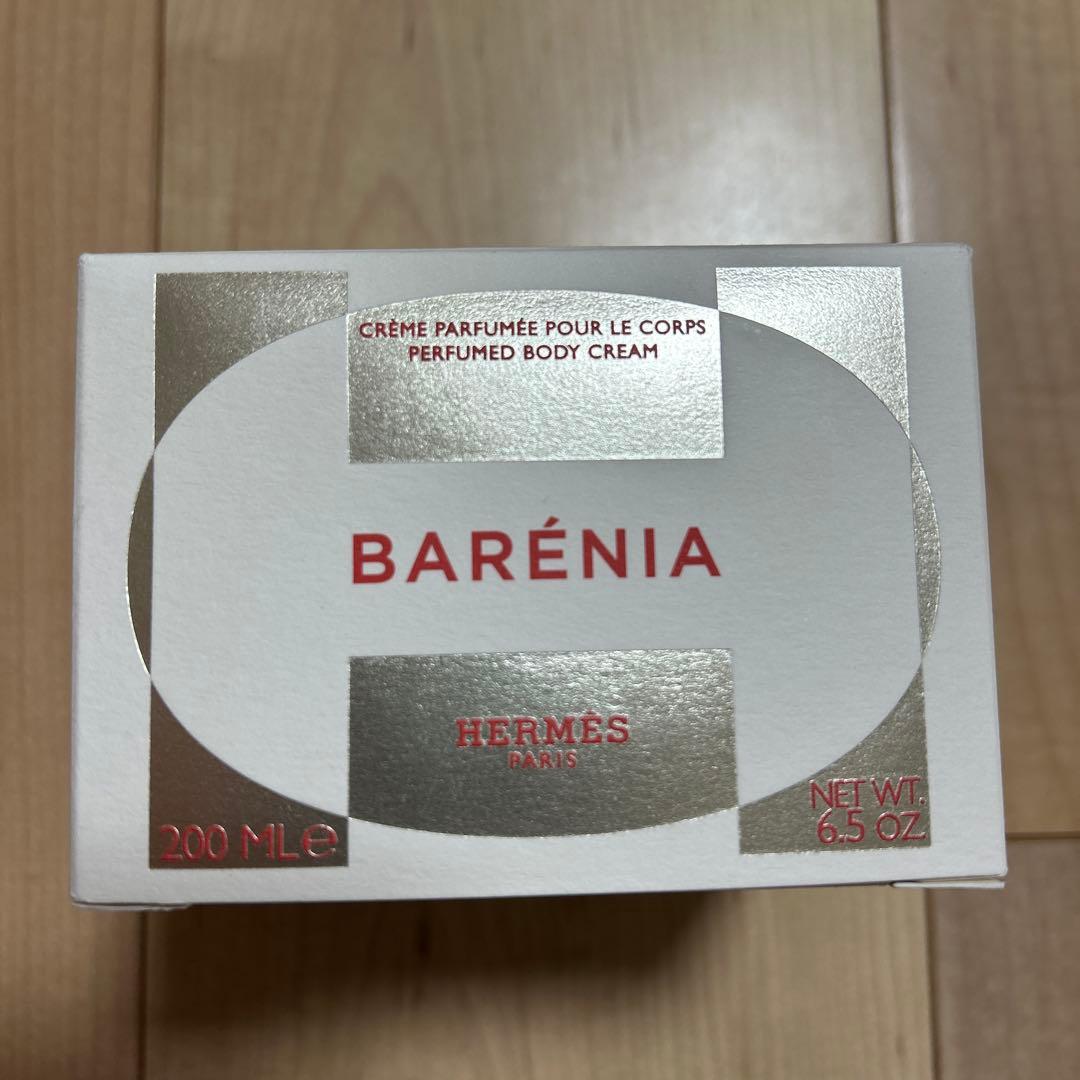 CRÈME PARFUMÉE POUR LE CORPS
PERFUMED BODY CREAM
BARÉNIA
HERMÈS
PARIS
200 ML ℮
NET WT.
6.5 OZ